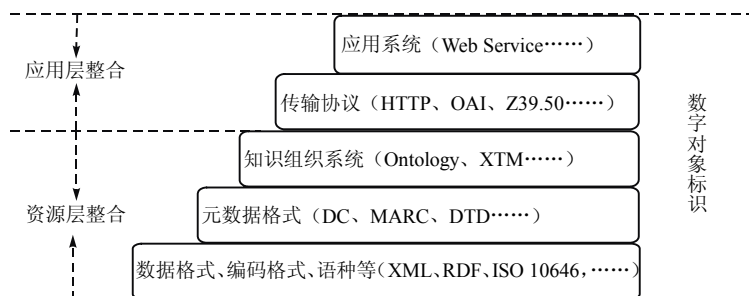 应用系统（Web Service……）
应用层整合
传输协议（HTTP、OAI、Z39.50……）
知识组织系统（Ontology、XTM……）
资源层整合
元数据格式（DC、MARC、DTD……）
数据格式、编码格式、语种等（XML、RDF、ISO 10646，……）
数字对象标识